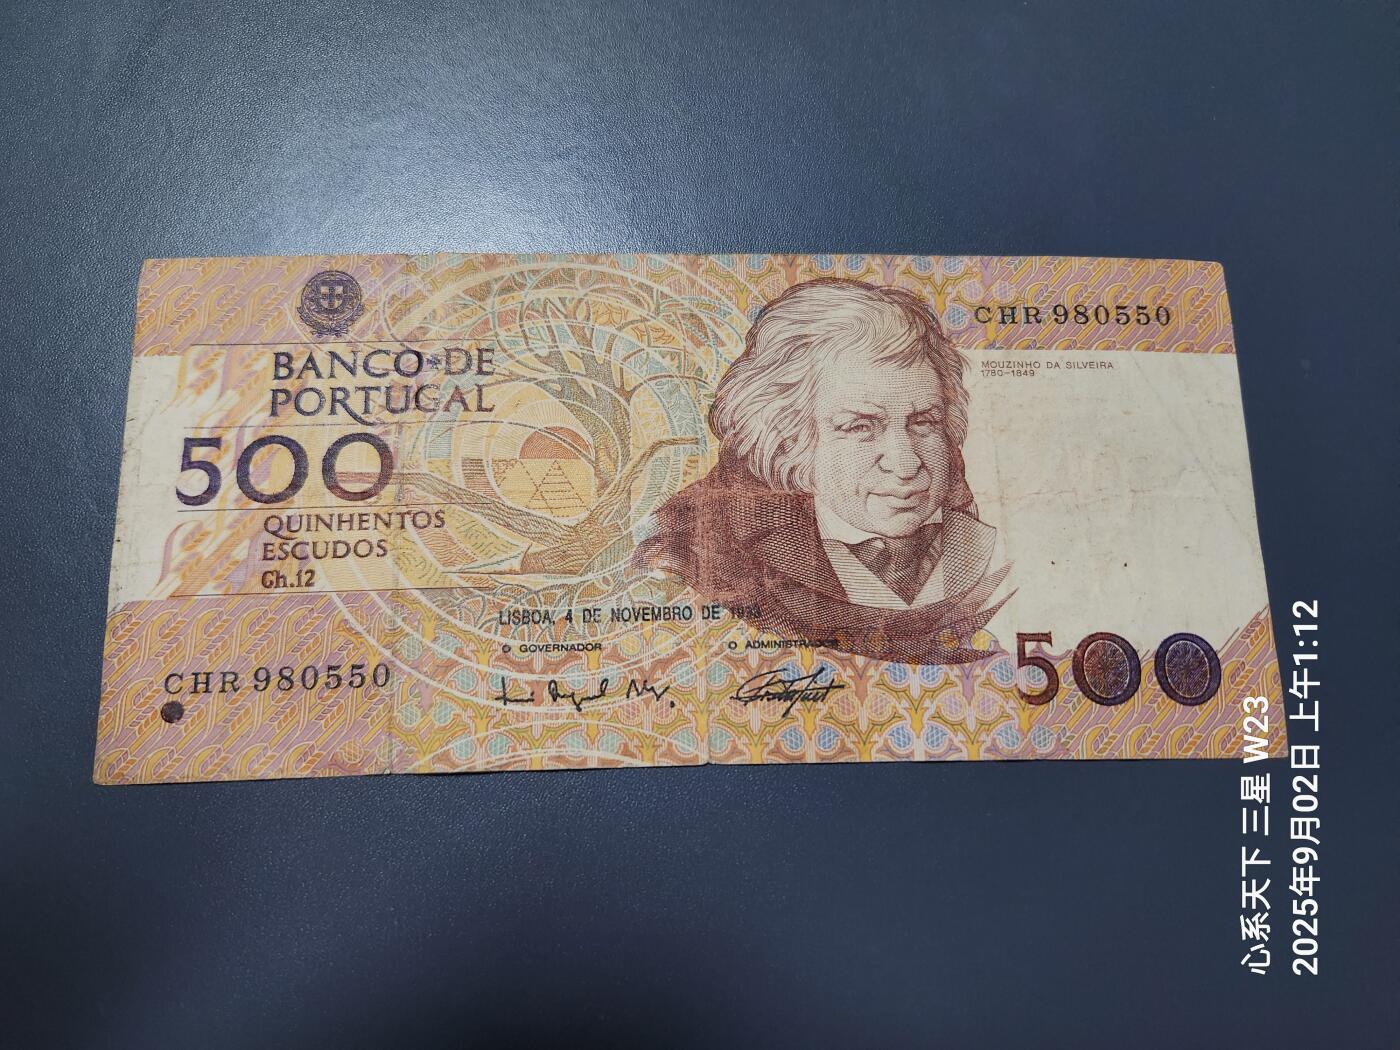 CHR 980550
BANCO DE
PORTUGAL
MOUZINHO DA SILVEIRA
1780-1849
500
QUINHENTOS
ESCUDOS
Ch.12
LISBOA, 4 DE NOVEMBRO DE 1993
O GOVERNADOR
O ADMINISTRADOR
CHR 980550
500
心系天下 三星 W23
2025年9月02日 上午1:12